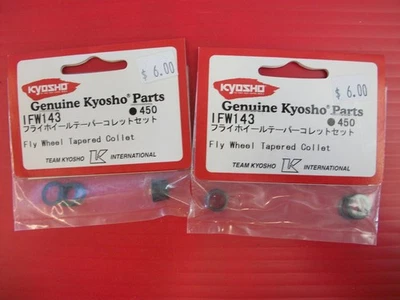 KYOSHO
$ 6.00
Genuine Kyosho® Parts
IFW143 ●450
フライホイールテーパーコレットセット
Fly Wheel Tapered Collet
TEAM KYOSHO K INTERNATIONAL
KYOSHO
$ 6.00
Genuine Kyosho® Parts
IFW143 ●450
フライホイールテーパーコレットセット
Fly Wheel Tapered Collet
TEAM KYOSHO K INTERNATIONAL